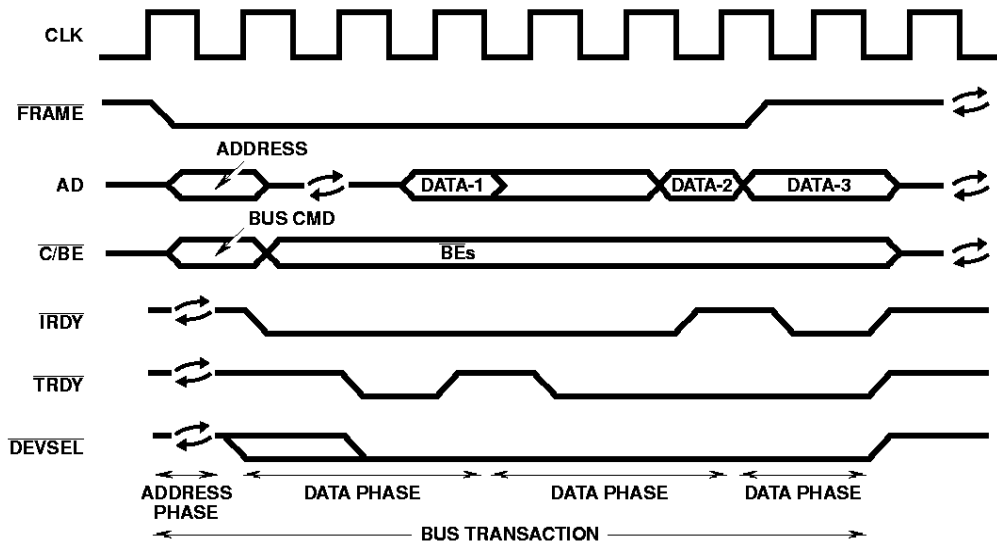 CLK
FRAME
ADDRESS
AD
DATA-1
DATA-2
DATA-3
BUS CMD
C/BE
BEs
IRDY
TRDY
DEVSEL
ADDRESS
PHASE
DATA PHASE
DATA PHASE
DATA PHASE
BUS TRANSACTION